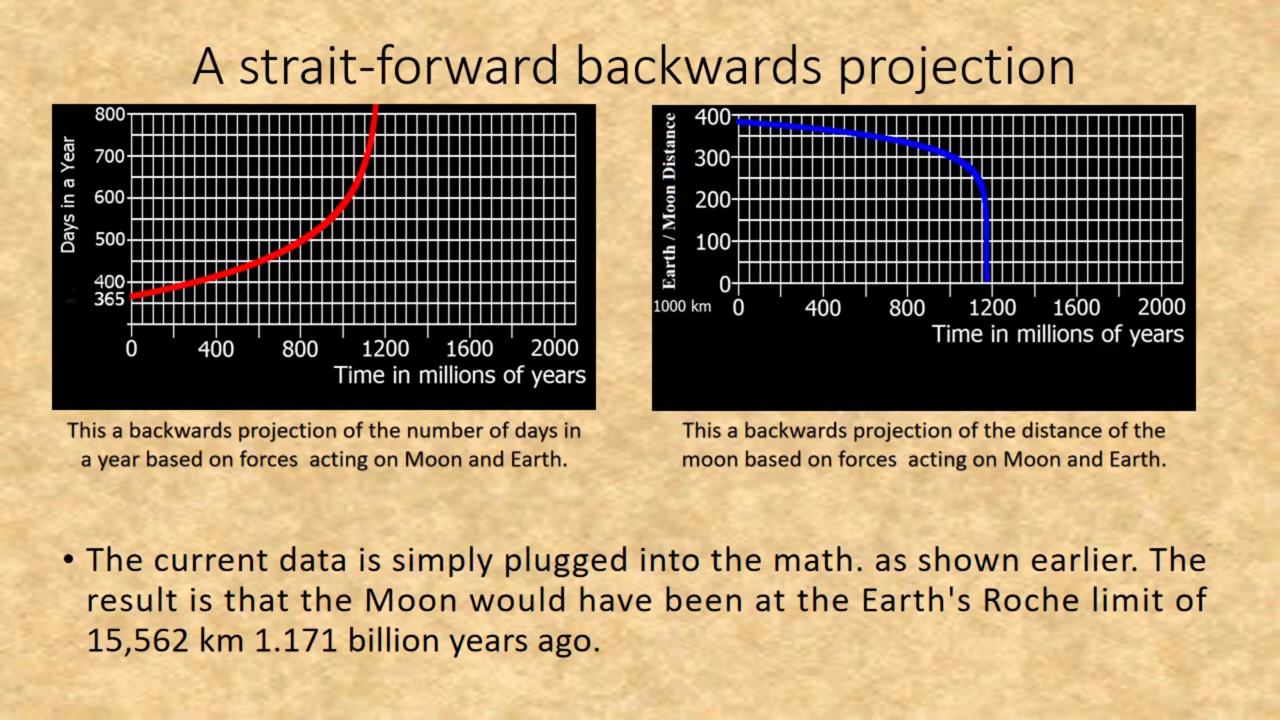 A strait-forward backwards projection
Days in a Year
800
700
600
500
400
365
0 400 800 1200 1600 2000
Time in millions of years
Earth / Moon Distance
400
300
200
100
0
1000 km 0 400 800 1200 1600 2000
Time in millions of years
This a backwards projection of the number of days in
a year based on forces acting on Moon and Earth.
This a backwards projection of the distance of the
moon based on forces acting on Moon and Earth.
• The current data is simply plugged into the math. as shown earlier. The
result is that the Moon would have been at the Earth's Roche limit of
15,562 km 1.171 billion years ago.